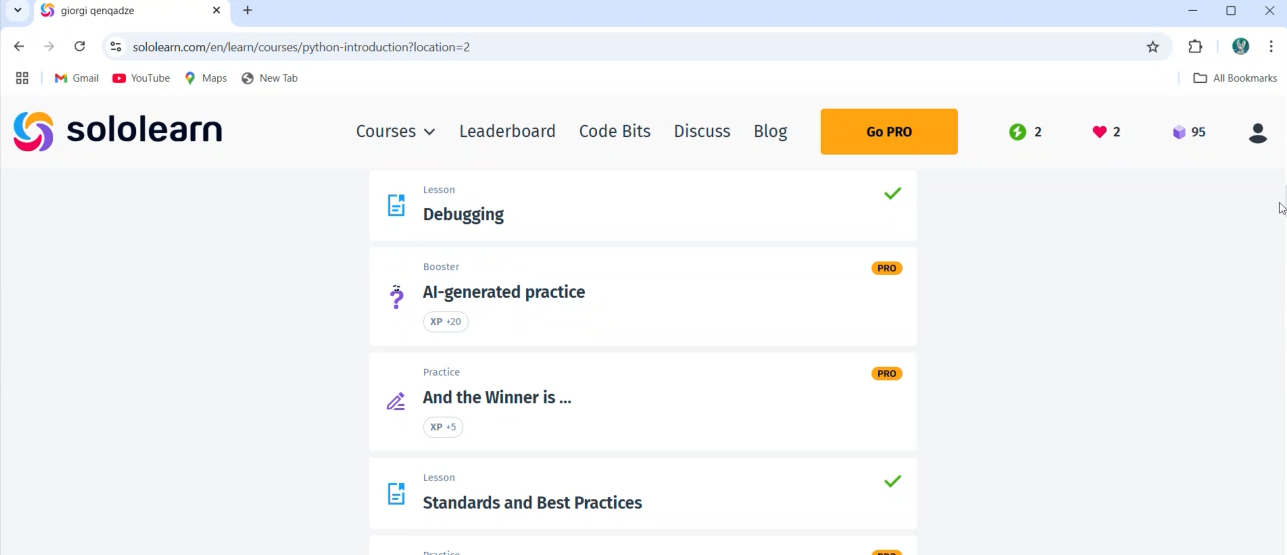 giorgi qenqadze
sololearn.com/en/learn/courses/python-introduction?location=2
Gmail YouTube Maps New Tab All Bookmarks
sololearn Courses Leaderboard Code Bits Discuss Blog Go PRO 2 2 95
Lesson
Debugging
Booster PRO
AI-generated practice
XP +20
Practice PRO
And the Winner is ...
XP +5
Lesson
Standards and Best Practices
Practice PRO